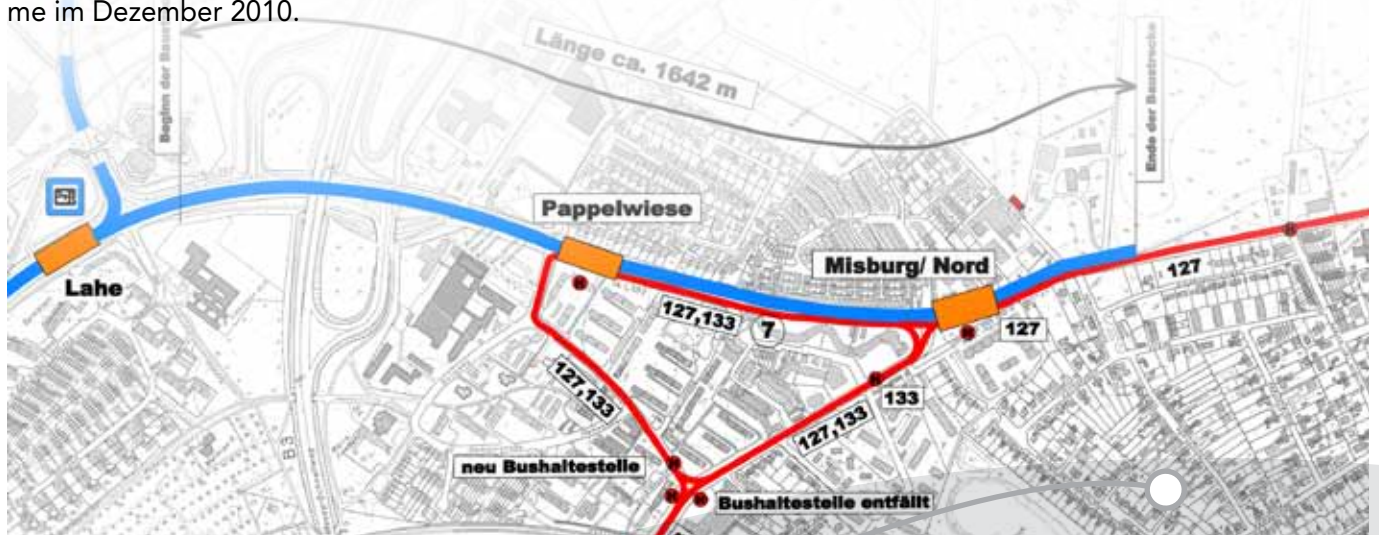 me im Dezember 2010.
Beginn der Baust
Länge ca. 1642 m
Ende der Baustrecke
Pappelwiese
Misburg/ Nord
Lahe
127
127,133
7
127
127,133
133
127,133
B 3
neu Bushaltestelle
Bushaltestelle entfällt
H
H
H
H
H
H
H